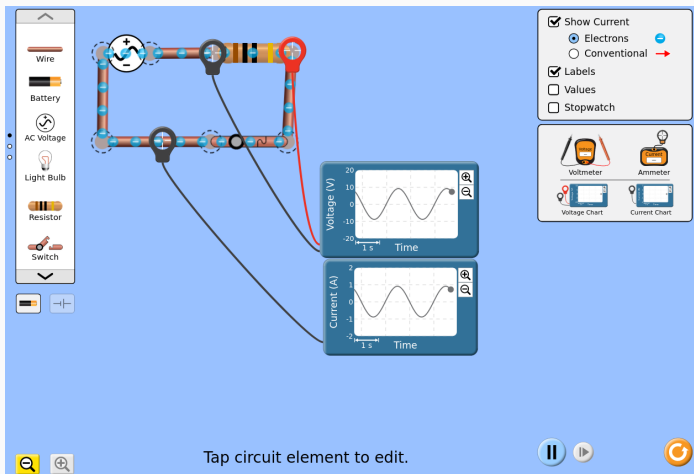 Wire
Battery
AC Voltage
Light Bulb
Resistor
Switch
Show Current
Electrons
Conventional
Labels
Values
Stopwatch
Voltage
Voltmeter
Current
Ammeter
Voltage Chart
Current Chart
Voltage (V)
20
10
0
-10
-20
1 s
Time
Current (A)
2
1
0
-1
-2
1 s
Time
Tap circuit element to edit.